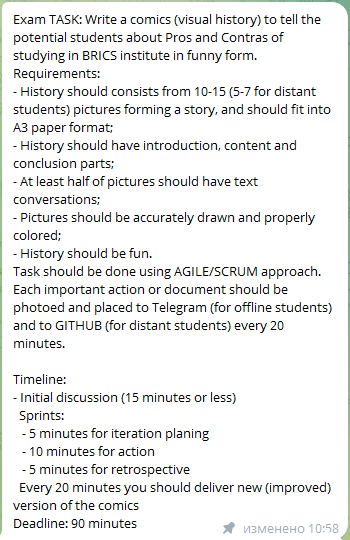 Exam TASK: Write a comics (visual history) to tell the
potential students about Pros and Contras of
studying in BRICS institute in funny form.
Requirements:
- History should consists from 10-15 (5-7 for distant
students) pictures forming a story, and should fit into
A3 paper format;
- History should have introduction, content and
conclusion parts;
- At least half of pictures should have text
conversations;
- Pictures should be accurately drawn and properly
colored;
- History should be fun.
Task should be done using AGILE/SCRUM approach.
Each important action or document should be
photoed and placed to Telegram (for offline students)
and to GITHUB (for distant students) every 20
minutes.

Timeline:
- Initial discussion (15 minutes or less)
Sprints:
- 5 minutes for iteration planing
- 10 minutes for action
- 5 minutes for retrospective
Every 20 minutes you should deliver new (improved)
version of the comics
Deadline: 90 minutes
изменено 10:58